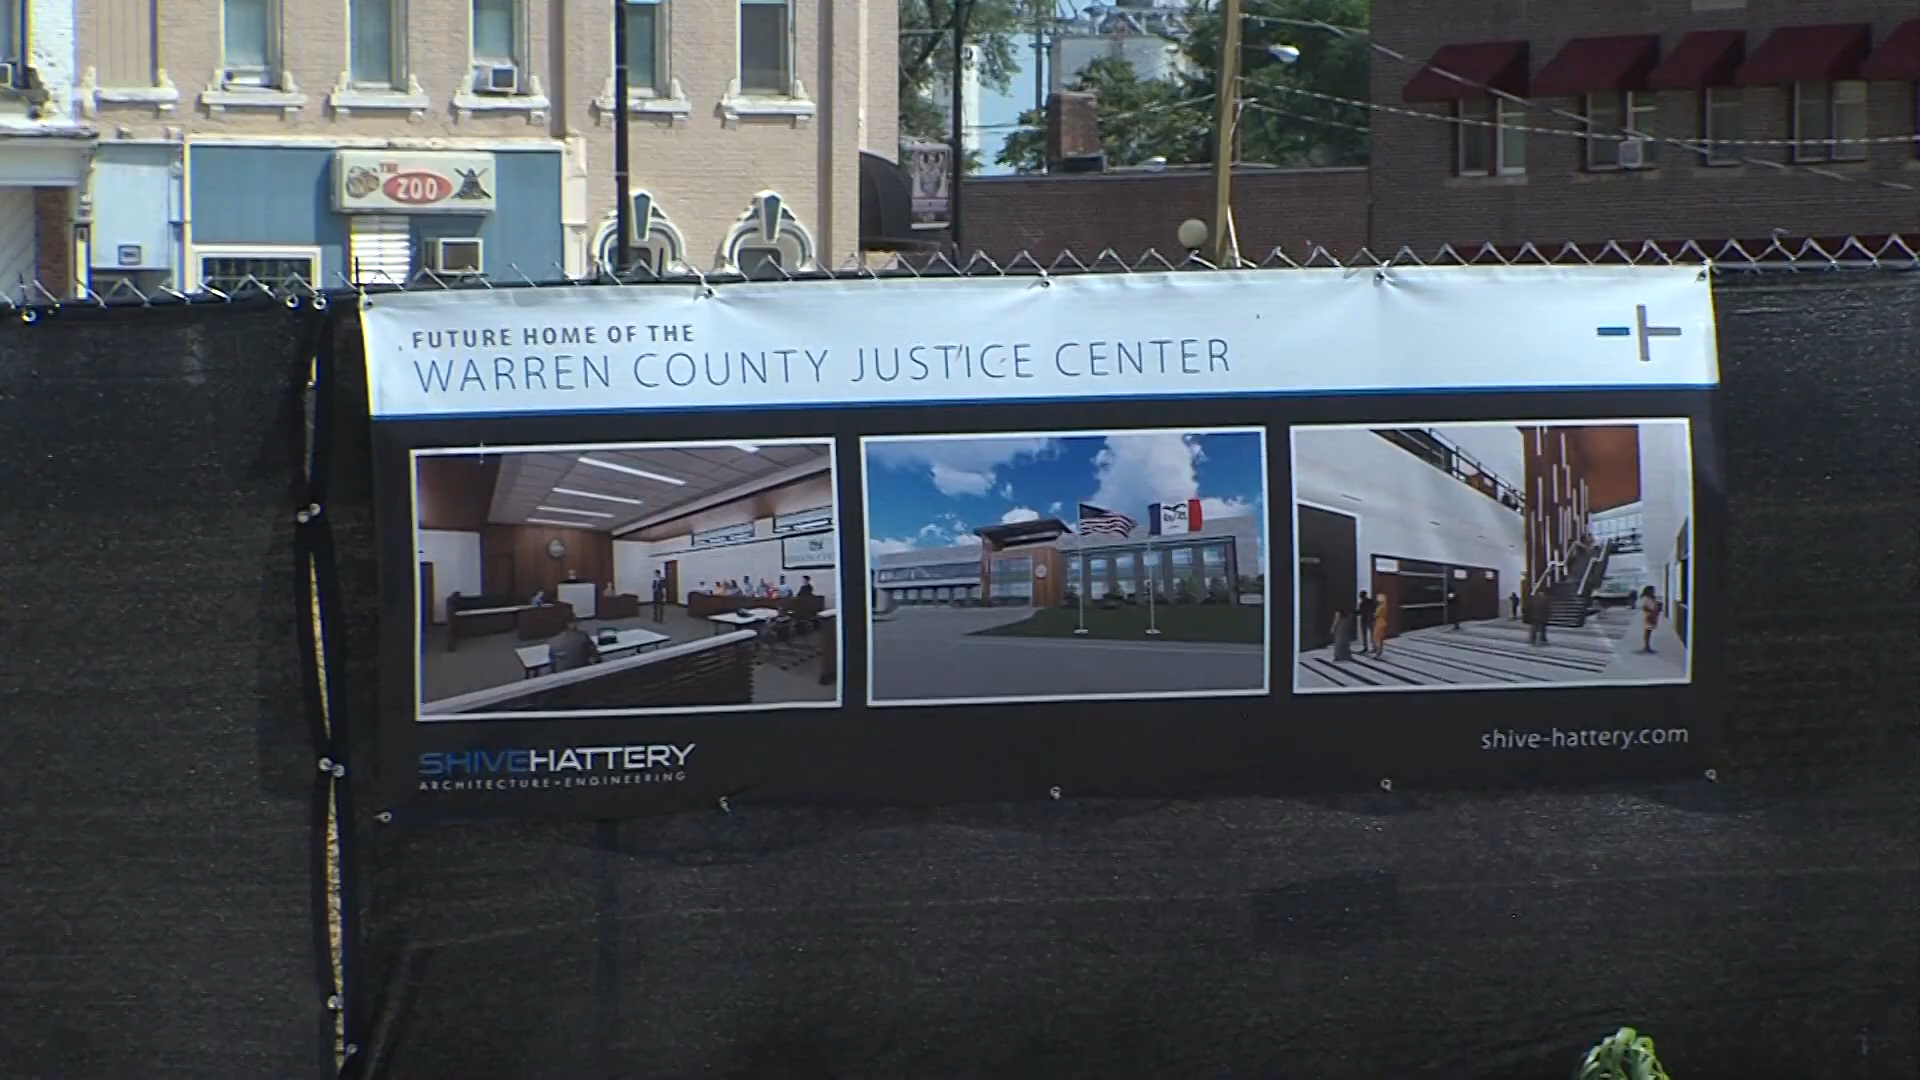 THE
ZOO
FUTURE HOME OF THE
WARREN COUNTY JUSTICE CENTER
SHIVEHATTERY
ARCHITECTURE+ENGINEERING
shive-hattery.com